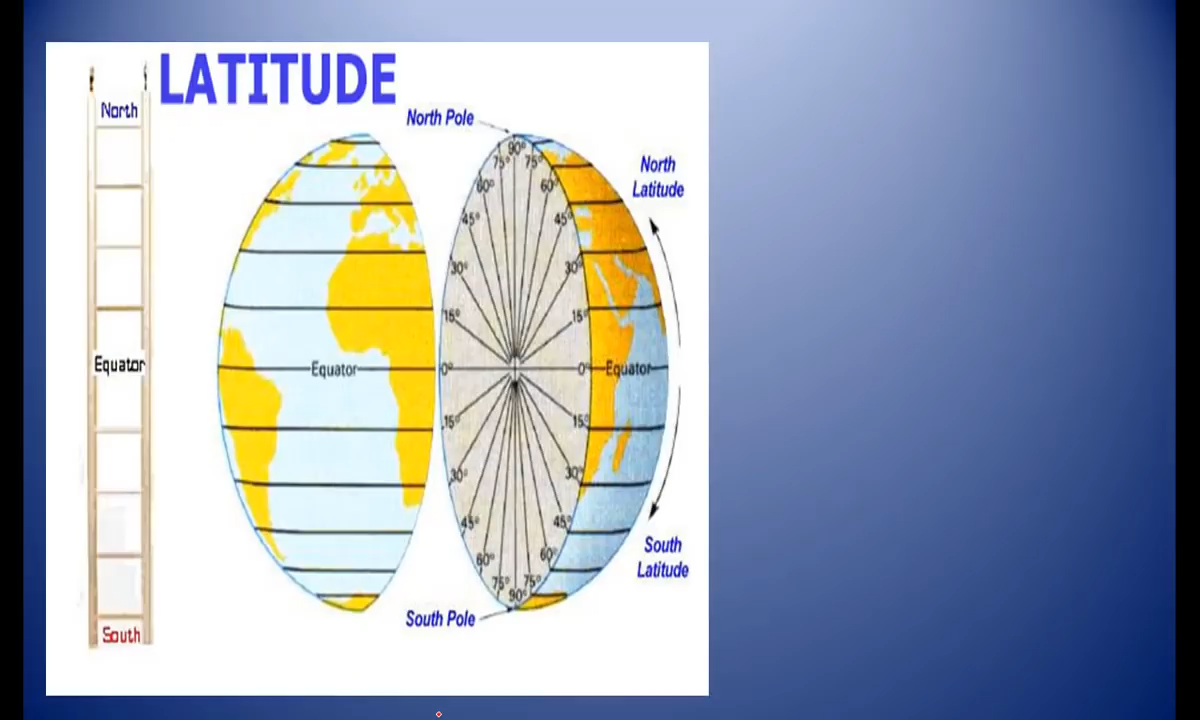 LATITUDE
North
Equator
South
North Pole
North
Latitude
90°
75° 75°
60° 60°
45° 45°
30° 30°
15° 15°
Equator
0° 0°
Equator
15° 15°
30° 30°
45° 45°
60° 60°
75° 75°
90°
South
Latitude
South Pole